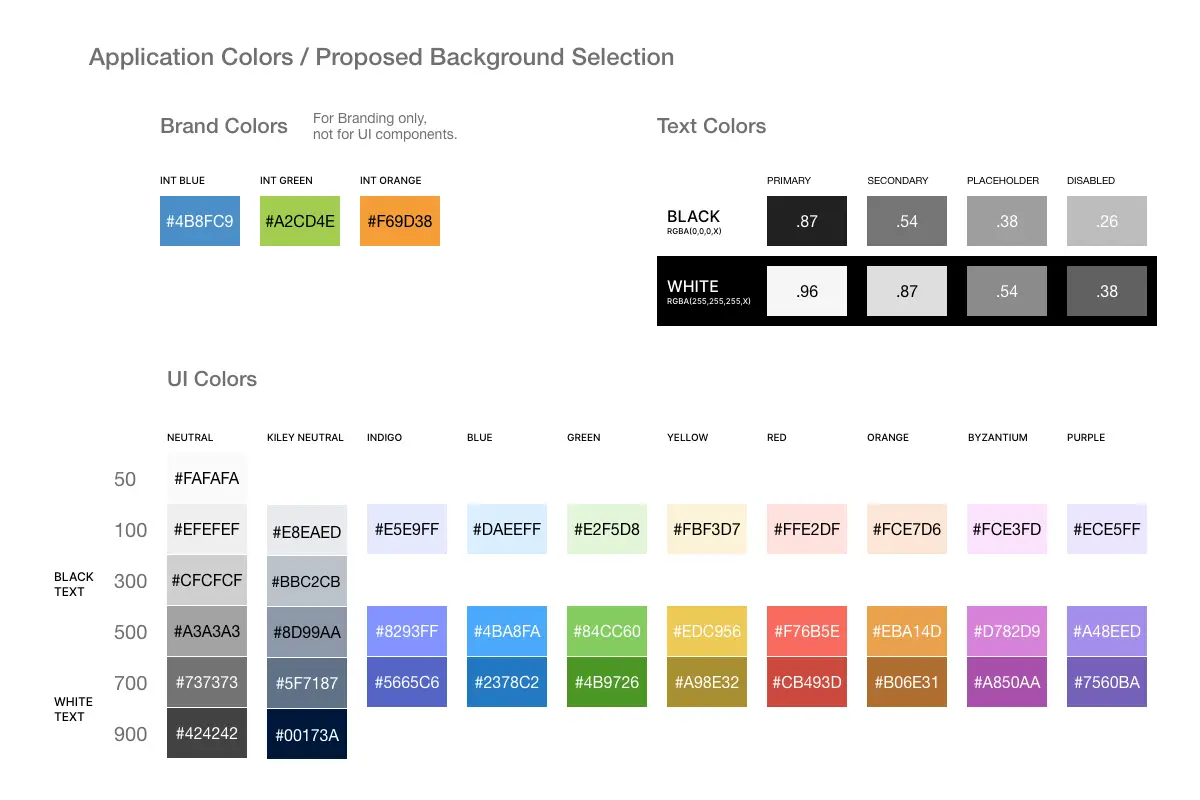 Application Colors / Proposed Background Selection
Brand Colors
For Branding only,
not for UI components.
INT BLUE INT GREEN INT ORANGE
#4B8FC9 #A2CD4E #F69D38
Text Colors
PRIMARY SECONDARY PLACEHOLDER DISABLED
BLACK
RGBA(0,0,0,X)
.87 .54 .38 .26
WHITE
RGBA(255,255,255,X)
.96 .87 .54 .38
UI Colors
NEUTRAL KILEY NEUTRAL INDIGO BLUE GREEN YELLOW RED ORANGE BYZANTIUM PURPLE
50 #FAFAFA
100 #EFEFEF #E8EAED #E5E9FF #DAEEFF #E2F5D8 #FBF3D7 #FFE2DF #FCE7D6 #FCE3FD #ECE5FF
BLACK
TEXT
300 #CFCFCF #BBC2CB
500 #A3A3A3 #8D99AA #8293FF #4BA8FA #84CC60 #EDC956 #F76B5E #EBA14D #D782D9 #A48EED
700 #737373 #5F7187 #5665C6 #2378C2 #4B9726 #A98E32 #CB493D #B06E31 #A850AA #7560BA
WHITE
TEXT
900 #424242 #00173A